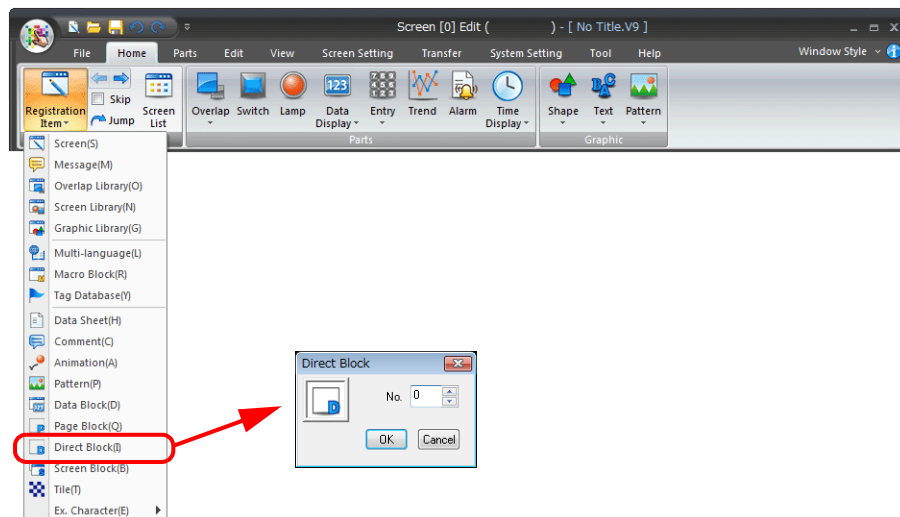 Screen [0] Edit ( ) - [ No Title.V9 ]
File Home Parts Edit View Screen Setting Transfer System Setting Tool Help Window Style
Registration Item
Skip
Jump
Screen List
Overlap Switch Lamp Data Display Entry Trend Alarm Time Display Shape Text Pattern
Parts Graphic
Screen(S)
Message(M)
Overlap Library(O)
Screen Library(N)
Graphic Library(G)
Multi-language(L)
Macro Block(R)
Tag Database(Y)
Data Sheet(H)
Comment(C)
Animation(A)
Pattern(P)
Data Block(D)
Page Block(Q)
Direct Block(I)
Screen Block(B)
Tile(T)
Ex. Character(E)
Direct Block
No. 0
OK Cancel